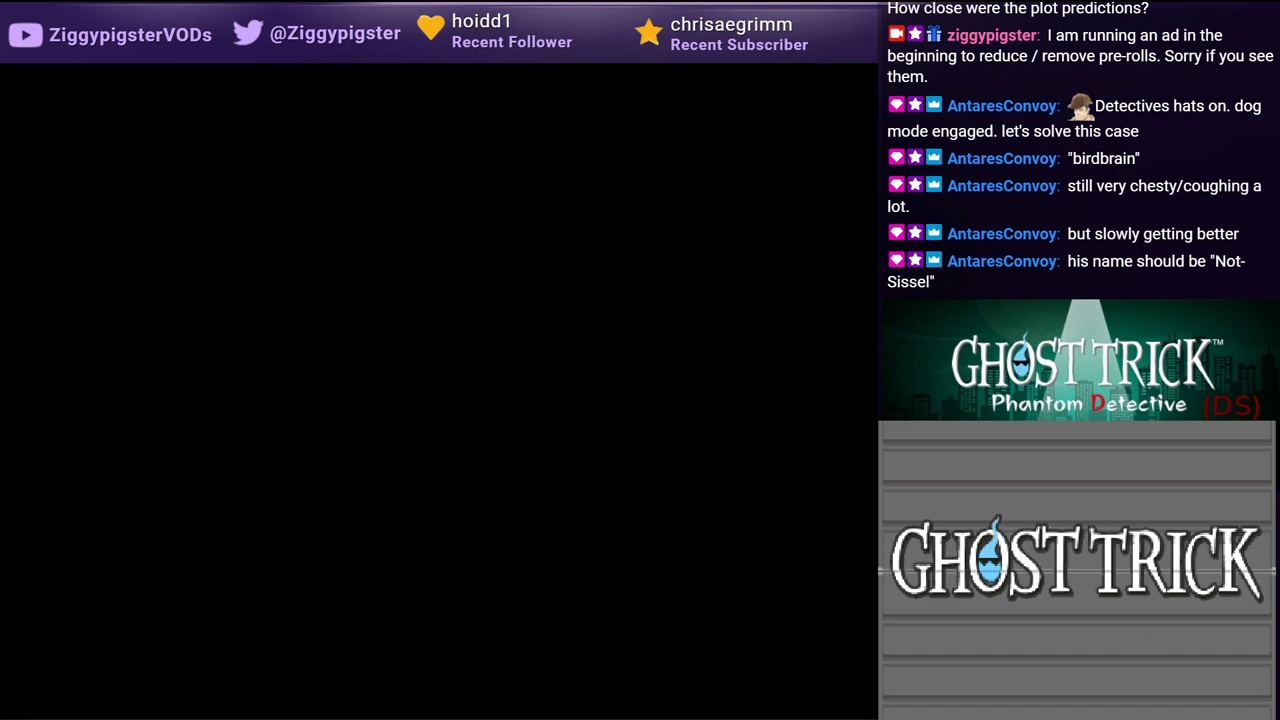 ZiggypigsterVODs
@Ziggypigster
hoidd1
Recent Follower
chrisaegrimm
Recent Subscriber
How close were the plot predictions?
ziggypigster: I am running an ad in the
beginning to reduce / remove pre-rolls. Sorry if you see
them.
AntaresConvoy: Detectives hats on. dog
mode engaged. let's solve this case
AntaresConvoy: "birdbrain"
AntaresConvoy: still very chesty/coughing a
lot.
AntaresConvoy: but slowly getting better
AntaresConvoy: his name should be "Not-
Sissel"
GHOST TRICK™
Phantom Detective (DS)
GHOST TRICK